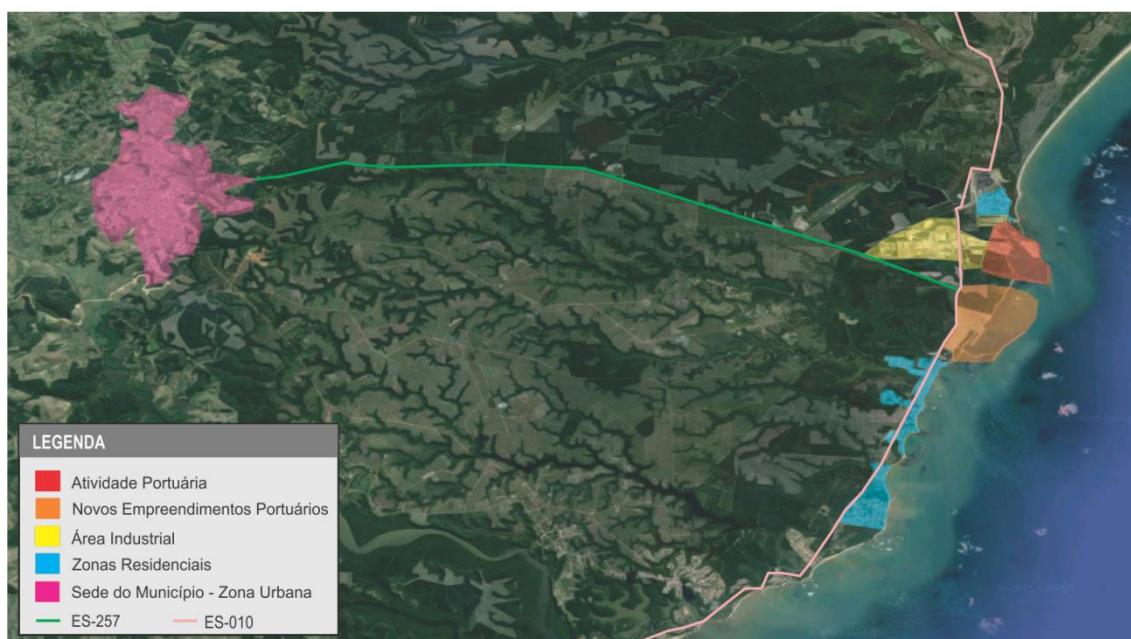 LEGENDA
Atividade Portuária
Novos Empreendimentos Portuários
Área Industrial
Zonas Residenciais
Sede do Município - Zona Urbana
ES-257 ES-010